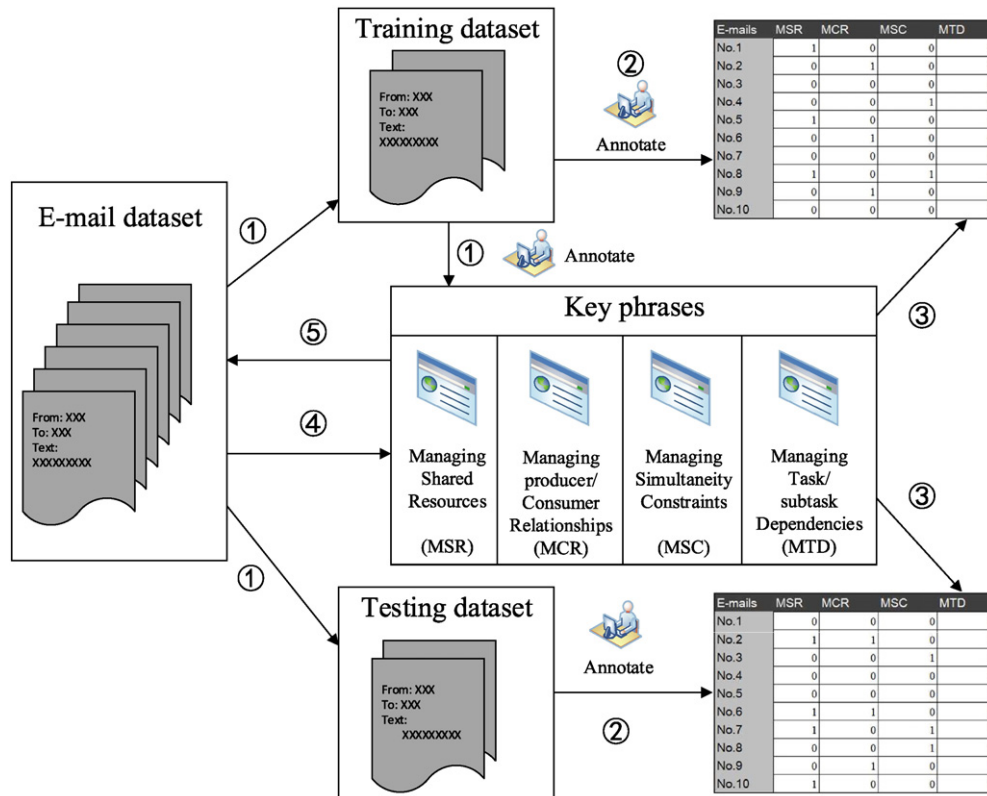 Training dataset
From: XXX
To: XXX
Text:
XXXXXXXXX
②
Annotate
E-mails MSR MCR MSC MTD
No.1 1 0 0
No.2 0 1 0
No.3 0 0 0
No.4 0 0 1
No.5 1 0 0
No.6 0 1 0
No.7 0 0 0
No.8 1 0 1
No.9 0 1 0
No.10 0 0 0
E-mail dataset
From: XXX
To: XXX
Text:
XXXXXXXXX
①
①
Annotate
Key phrases
③
⑤
④
Managing
Shared
Resources
(MSR)
Managing
producer/
Consumer
Relationships
(MCR)
Managing
Simultaneity
Constraints
(MSC)
Managing
Task/
subtask
Dependencies
(MTD)
③
①
Testing dataset
From: XXX
To: XXX
Text:
XXXXXXXXX
Annotate
②
E-mails MSR MCR MSC MTD
No.1 0 0 0
No.2 1 1 0
No.3 0 0 1
No.4 0 0 0
No.5 0 0 0
No.6 1 1 0
No.7 1 0 1
No.8 0 0 1
No.9 0 1 0
No.10 1 0 0